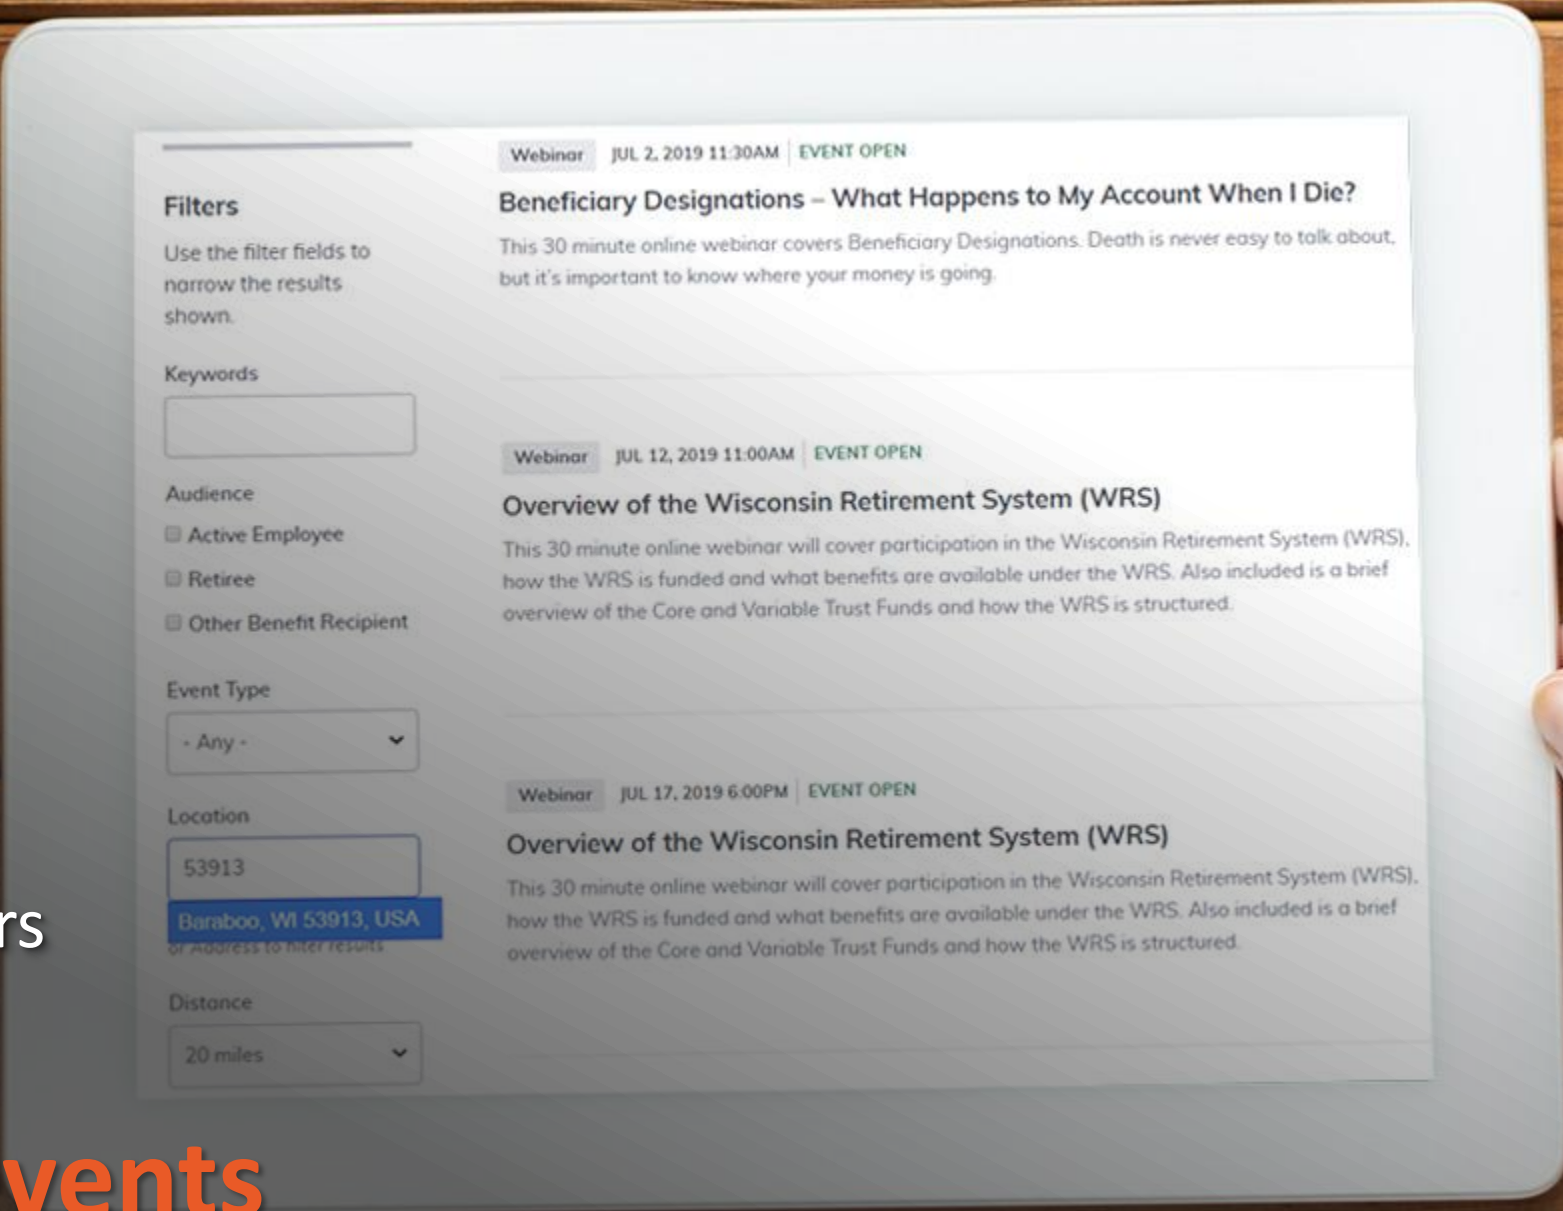 Filters
Use the filter fields to
narrow the results
shown.
Keywords
Audience
Active Employee
Retiree
Other Benefit Recipient
Event Type
- Any -
Location
53913
Baraboo, WI 53913, USA
or Address to filter results
Distance
20 miles
Webinar JUL 2, 2019 11:30AM EVENT OPEN
Beneficiary Designations – What Happens to My Account When I Die?
This 30 minute online webinar covers Beneficiary Designations. Death is never easy to talk about,
but it's important to know where your money is going.
Webinar JUL 12, 2019 11:00AM EVENT OPEN
Overview of the Wisconsin Retirement System (WRS)
This 30 minute online webinar will cover participation in the Wisconsin Retirement System (WRS),
how the WRS is funded and what benefits are available under the WRS. Also included is a brief
overview of the Core and Variable Trust Funds and how the WRS is structured.
Webinar JUL 17, 2019 6:00PM EVENT OPEN
Overview of the Wisconsin Retirement System (WRS)
This 30 minute online webinar will cover participation in the Wisconsin Retirement System (WRS),
how the WRS is funded and what benefits are available under the WRS. Also included is a brief
overview of the Core and Variable Trust Funds and how the WRS is structured.
rs
vents